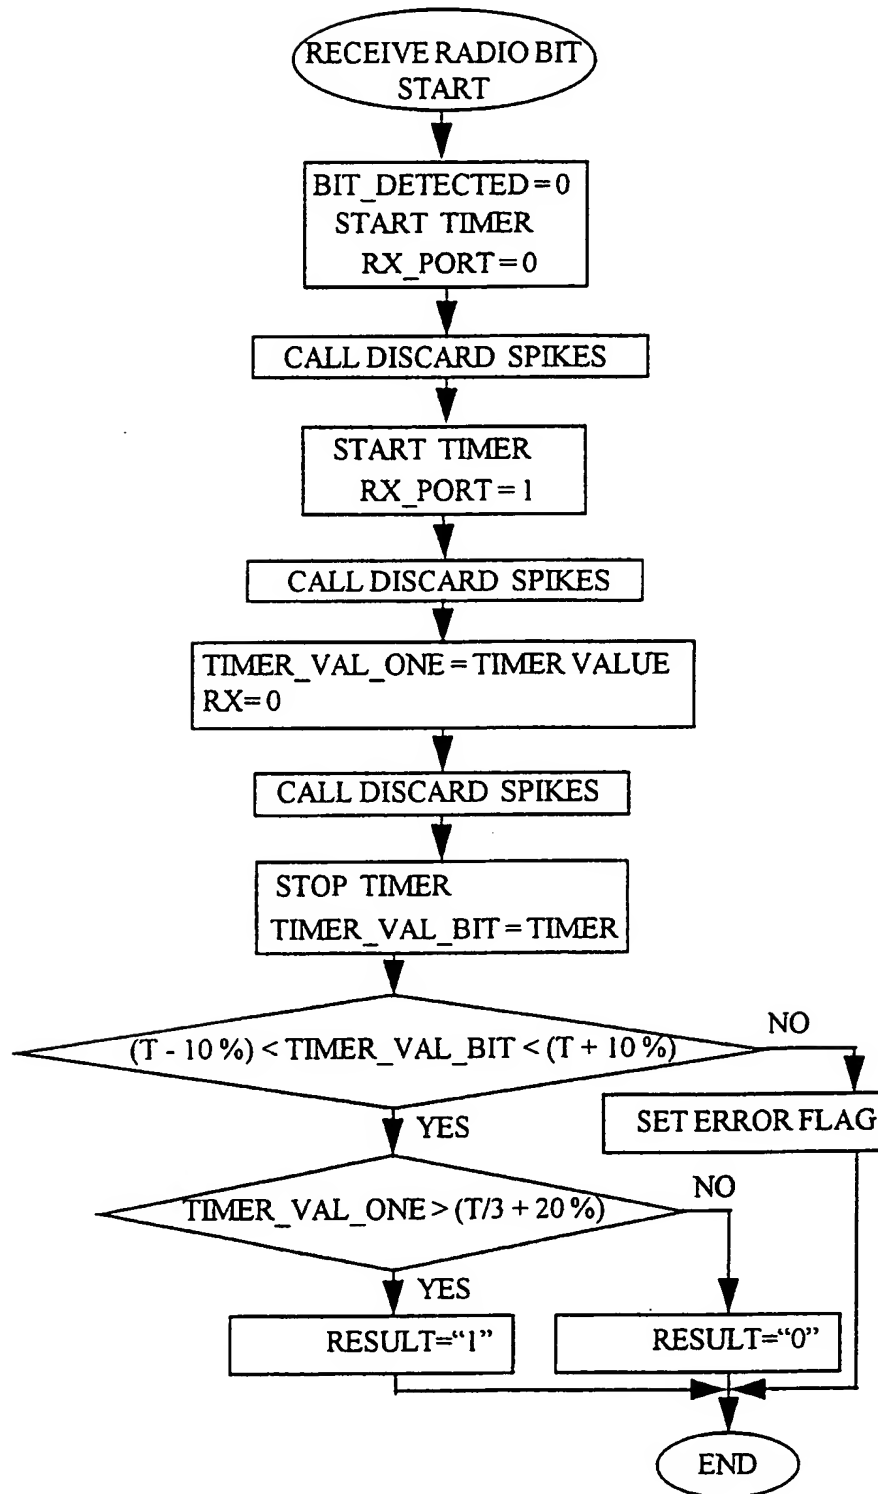 RECEIVE RADIO BIT
START
BIT_DETECTED = 0
START TIMER
RX_PORT = 0
CALL DISCARD SPIKES
START TIMER
RX_PORT = 1
CALL DISCARD SPIKES
TIMER_VAL_ONE = TIMER VALUE
RX= 0
CALL DISCARD SPIKES
STOP TIMER
TIMER_VAL_BIT = TIMER
(T - 10 %) < TIMER_VAL_BIT < (T + 10 %)
NO
SET ERROR FLAG
YES
TIMER_VAL_ONE > (T/3 + 20 %)
NO
YES
RESULT=“1”
RESULT=“0”
END